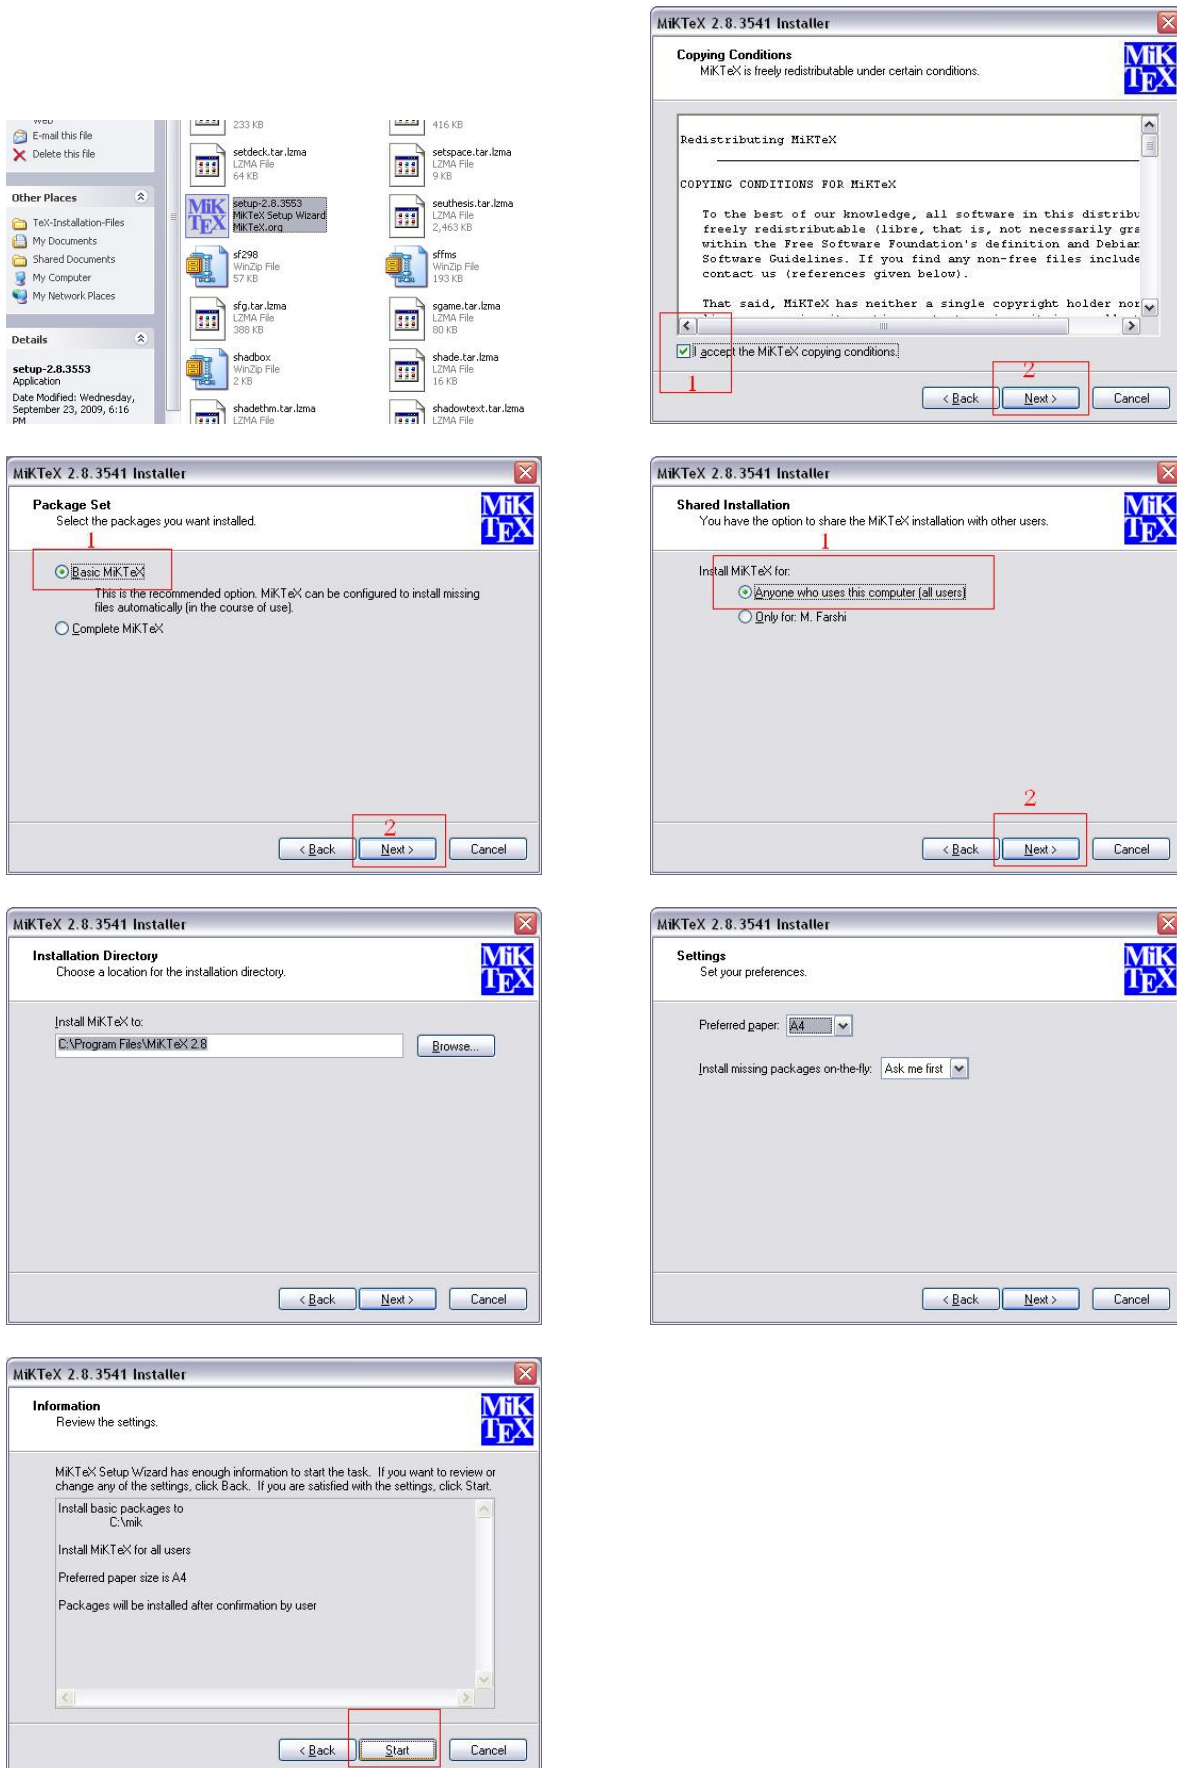 Web
E-mail this file
Delete this file
Other Places
TeX-Installation-Files
My Documents
Shared Documents
My Computer
My Network Places
Details
setup-2.8.3553
Application
Date Modified: Wednesday,
September 23, 2009, 6:16
PM
233 KB
416 KB
setdeck.tar.lzma
LZMA File
64 KB
setspace.tar.lzma
LZMA File
9 KB
MiK
TEX
setup-2.8.3553
MiKTeX Setup Wizard
MiKTeX.org
seuthesis.tar.lzma
LZMA File
2,463 KB
sf298
WinZip File
57 KB
sffms
WinZip File
193 KB
sfg.tar.lzma
LZMA File
388 KB
sgame.tar.lzma
LZMA File
80 KB
shadbox
WinZip File
2 KB
shade.tar.lzma
LZMA File
16 KB
shadethm.tar.lzma
LZMA File
shadowtext.tar.lzma
LZMA File
MiKTeX 2.8.3541 Installer
Copying Conditions
MiKTeX is freely redistributable under certain conditions.
MiK
TEX
Redistributing MiKTeX
COPYING CONDITIONS FOR MiKTeX
To the best of our knowledge, all software in this distribu
freely redistributable (libre, that is, not necessarily gra
within the Free Software Foundation's definition and Debian
Software Guidelines. If you find any non-free files include
contact us (references given below).
That said, MiKTeX has neither a single copyright holder nor
I accept the MiKTeX copying conditions.
1
2
< Back
Next >
Cancel
MiKTeX 2.8.3541 Installer
Package Set
Select the packages you want installed.
MiK
TEX
1
Basic MiKTeX
This is the recommended option. MiKTeX can be configured to install missing
files automatically (in the course of use).
Complete MiKTeX
2
< Back
Next >
Cancel
MiKTeX 2.8.3541 Installer
Shared Installation
You have the option to share the MiKTeX installation with other users.
MiK
TEX
1
Install MiKTeX for:
Anyone who uses this computer (all users)
Only for: M. Farshi
2
< Back
Next >
Cancel
MiKTeX 2.8.3541 Installer
Installation Directory
Choose a location for the installation directory.
MiK
TEX
Install MiKTeX to:
C:\Program Files\MiKTeX 2.8
Browse...
< Back
Next >
Cancel
MiKTeX 2.8.3541 Installer
Settings
Set your preferences.
MiK
TEX
Preferred paper: A4
Install missing packages on-the-fly: Ask me first
< Back
Next >
Cancel
MiKTeX 2.8.3541 Installer
Information
Review the settings.
MiK
TEX
MiKTeX Setup Wizard has enough information to start the task. If you want to review or
change any of the settings, click Back. If you are satisfied with the settings, click Start.
Install basic packages to
C:\mik
Install MiKTeX for all users
Preferred paper size is A4
Packages will be installed after confirmation by user
< Back
Start
Cancel